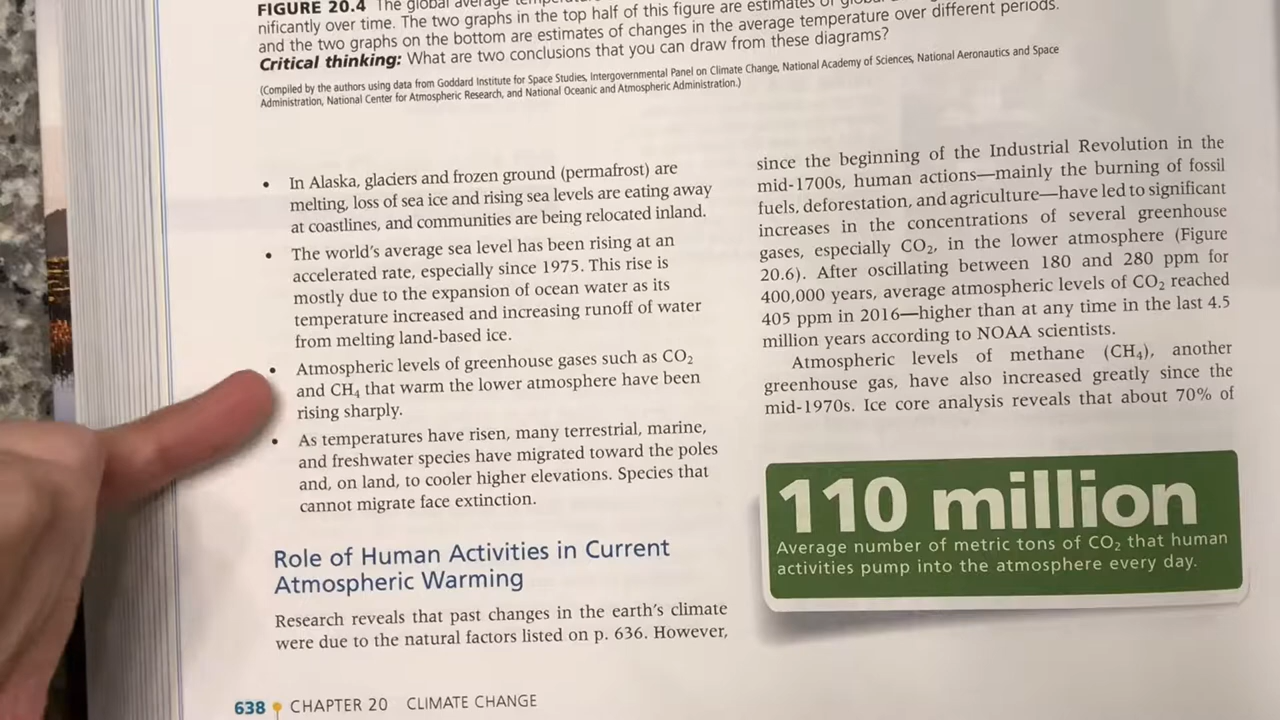 FIGURE 20.4 The global average
nificantly over time. The two graphs in the top half of this figure are estimates of
and the two graphs on the bottom are estimates of changes in the average temperature over different periods.
Critical thinking: What are two conclusions that you can draw from these diagrams?
(Compiled by the authors using data from Goddard Institute for Space Studies, Intergovernmental Panel on Climate Change, National Academy of Sciences, National Aeronautics and Space
Administration, National Center for Atmospheric Research, and National Oceanic and Atmospheric Administration.)
• In Alaska, glaciers and frozen ground (permafrost) are
melting, loss of sea ice and rising sea levels are eating away
at coastlines, and communities are being relocated inland.
• The world's average sea level has been rising at an
accelerated rate, especially since 1975. This rise is
mostly due to the expansion of ocean water as its
temperature increased and increasing runoff of water
from melting land-based ice.
• Atmospheric levels of greenhouse gases such as CO₂
and CH₄ that warm the lower atmosphere have been
rising sharply.
• As temperatures have risen, many terrestrial, marine,
and freshwater species have migrated toward the poles
and, on land, to cooler higher elevations. Species that
cannot migrate face extinction.
Role of Human Activities in Current
Atmospheric Warming
Research reveals that past changes in the earth's climate
were due to the natural factors listed on p. 636. However,
since the beginning of the Industrial Revolution in the
mid-1700s, human actions—mainly the burning of fossil
fuels, deforestation, and agriculture—have led to significant
increases in the concentrations of several greenhouse
gases, especially CO₂, in the lower atmosphere (Figure
20.6). After oscillating between 180 and 280 ppm for
400,000 years, average atmospheric levels of CO₂ reached
405 ppm in 2016—higher than at any time in the last 4.5
million years according to NOAA scientists.
Atmospheric levels of methane (CH₄), another
greenhouse gas, have also increased greatly since the
mid-1970s. Ice core analysis reveals that about 70% of
110 million
Average number of metric tons of CO₂ that human
activities pump into the atmosphere every day.
638 CHAPTER 20 CLIMATE CHANGE